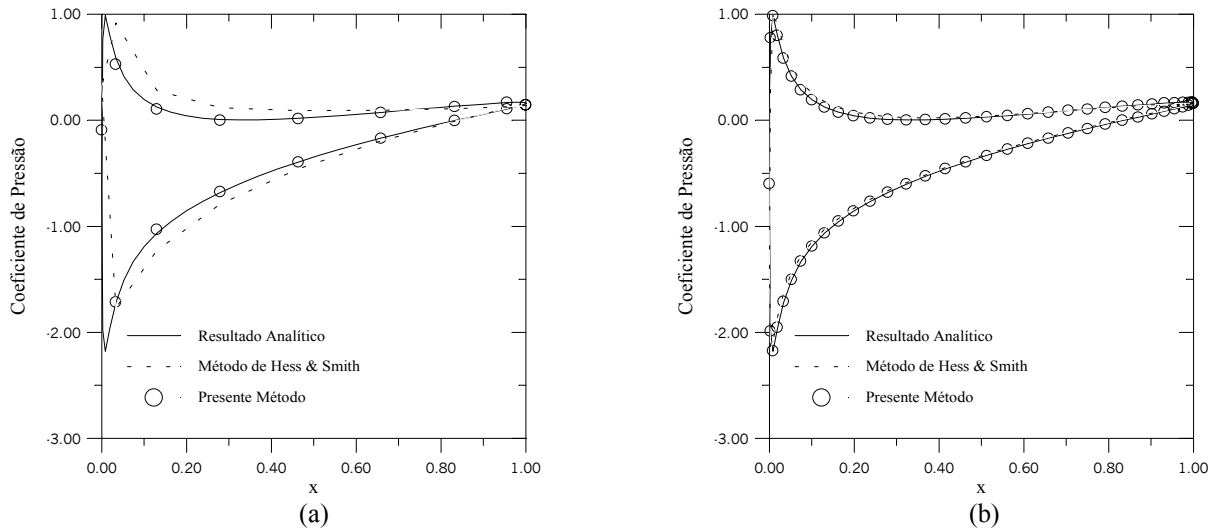 1.00
0.00
-1.00
-2.00
-3.00
Coeficiente de Pressão
Resultado Analítico
Método de Hess & Smith
Presente Método
0.00 0.20 0.40 0.60 0.80 1.00
x
(a)
1.00
0.00
-1.00
-2.00
-3.00
Coeficiente de Pressão
Resultado Analítico
Método de Hess & Smith
Presente Método
0.00 0.20 0.40 0.60 0.80 1.00
x
(b)